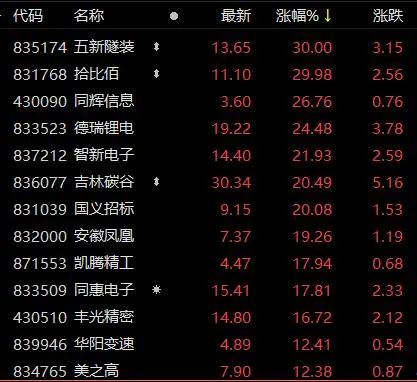 代码 名称 最新 涨幅%↓ 涨跌
835174 五新隧装 13.65 30.00 3.15
831768 拾比佰 11.10 29.98 2.56
430090 同辉信息 3.60 26.76 0.76
833523 德瑞锂电 19.22 24.48 3.78
837212 智新电子 14.40 21.93 2.59
836077 吉林碳谷 30.34 20.49 5.16
831039 国义招标 9.15 20.08 1.53
832000 安徽凤凰 7.37 19.26 1.19
871553 凯腾精工 4.47 17.94 0.68
833509 同惠电子 15.41 17.81 2.33
430510 丰光精密 14.80 16.72 2.12
839946 华阳变速 4.89 12.41 0.54
834765 美之高 7.90 12.38 0.87